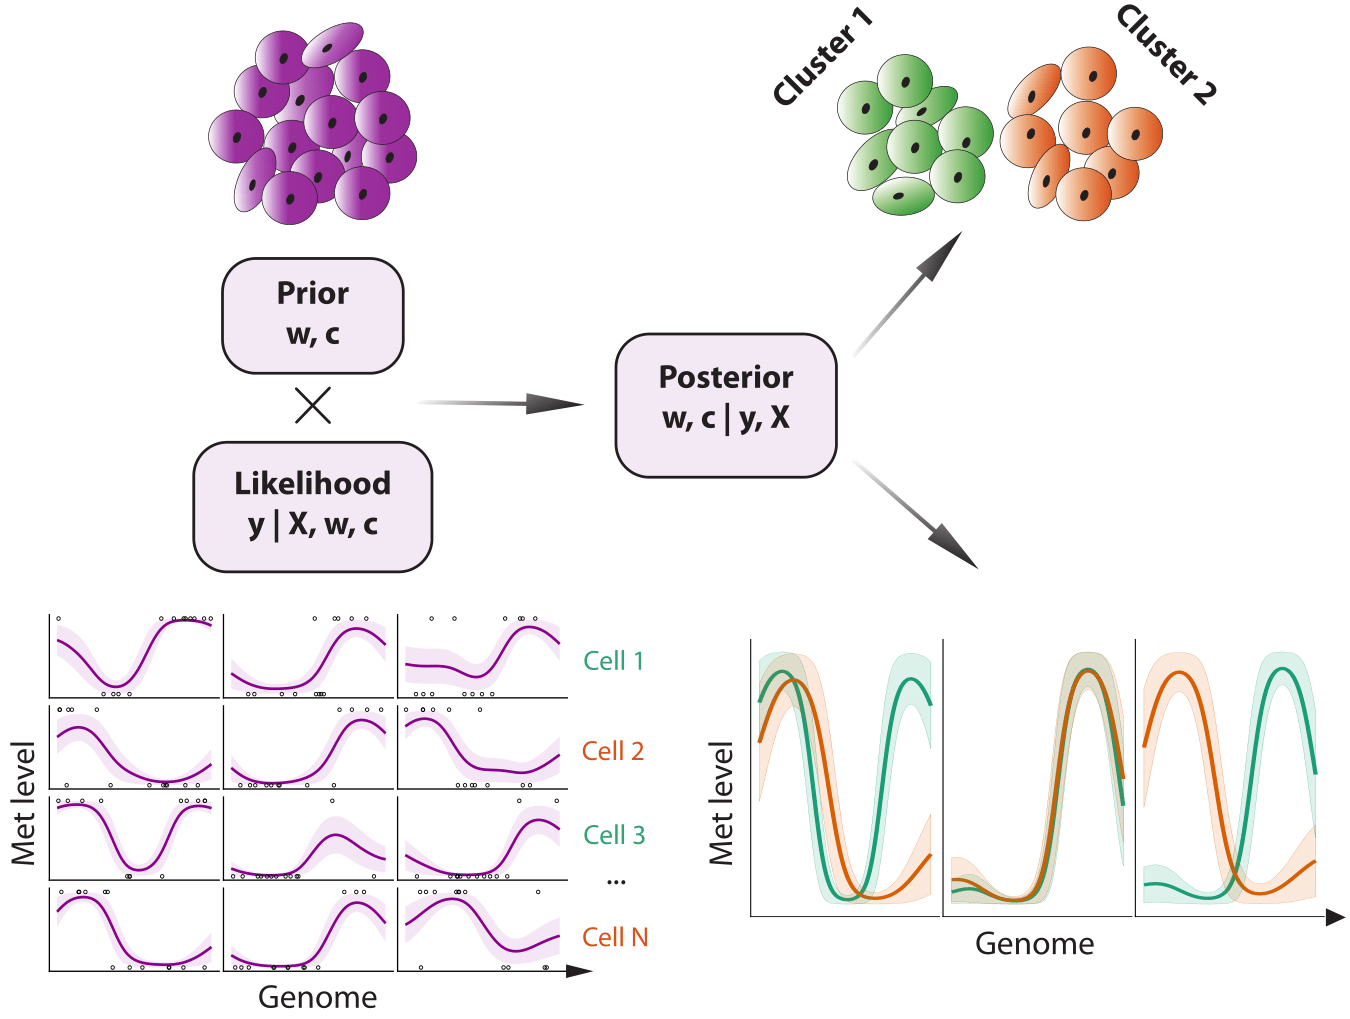 Cluster 1
Cluster 2
Prior
w, c
Likelihood
y | X, w, c
Posterior
w, c | y, X
Met level
Cell 1
Cell 2
Cell 3
...
Cell N
Genome
Met level
Genome